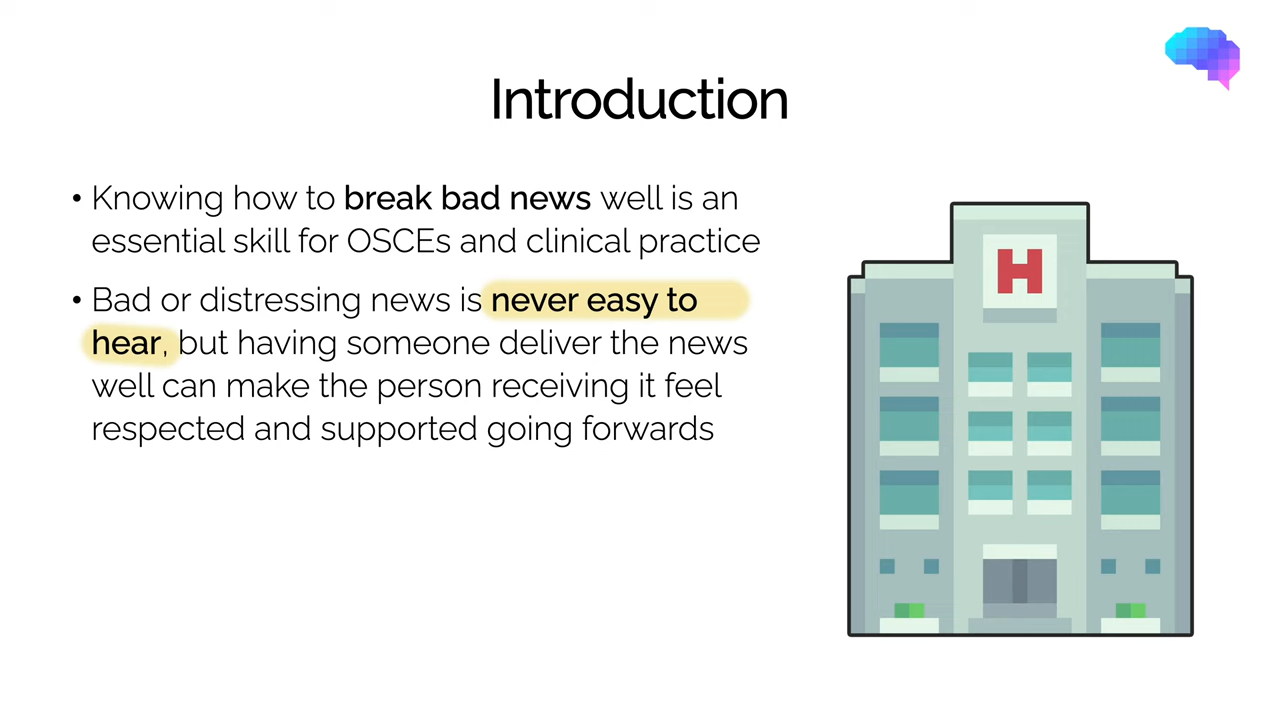 Introduction
• Knowing how to break bad news well is an
essential skill for OSCEs and clinical practice
• Bad or distressing news is never easy to
hear, but having someone deliver the news
well can make the person receiving it feel
respected and supported going forwards
H